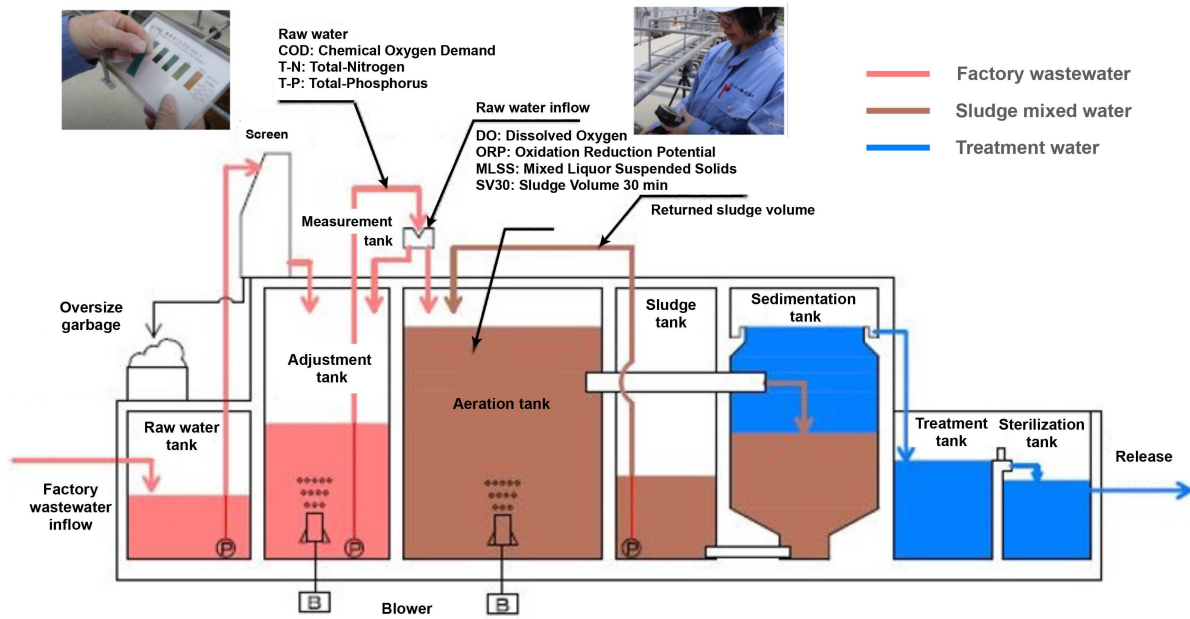 Raw water
COD: Chemical Oxygen Demand
T-N: Total-Nitrogen
T-P: Total-Phosphorus
Raw water inflow
DO: Dissolved Oxygen
ORP: Oxidation Reduction Potential
MLSS: Mixed Liquor Suspended Solids
SV30: Sludge Volume 30 min
Returned sludge volume
Factory wastewater
Sludge mixed water
Treatment water
Screen
Measurement
tank
Oversize
garbage
Raw water
tank
Adjustment
tank
Aeration tank
Sludge
tank
Sedimentation
tank
Treatment
tank
Sterilization
tank
Release
Factory
wastewater
inflow
P
P
P
B
Blower
B